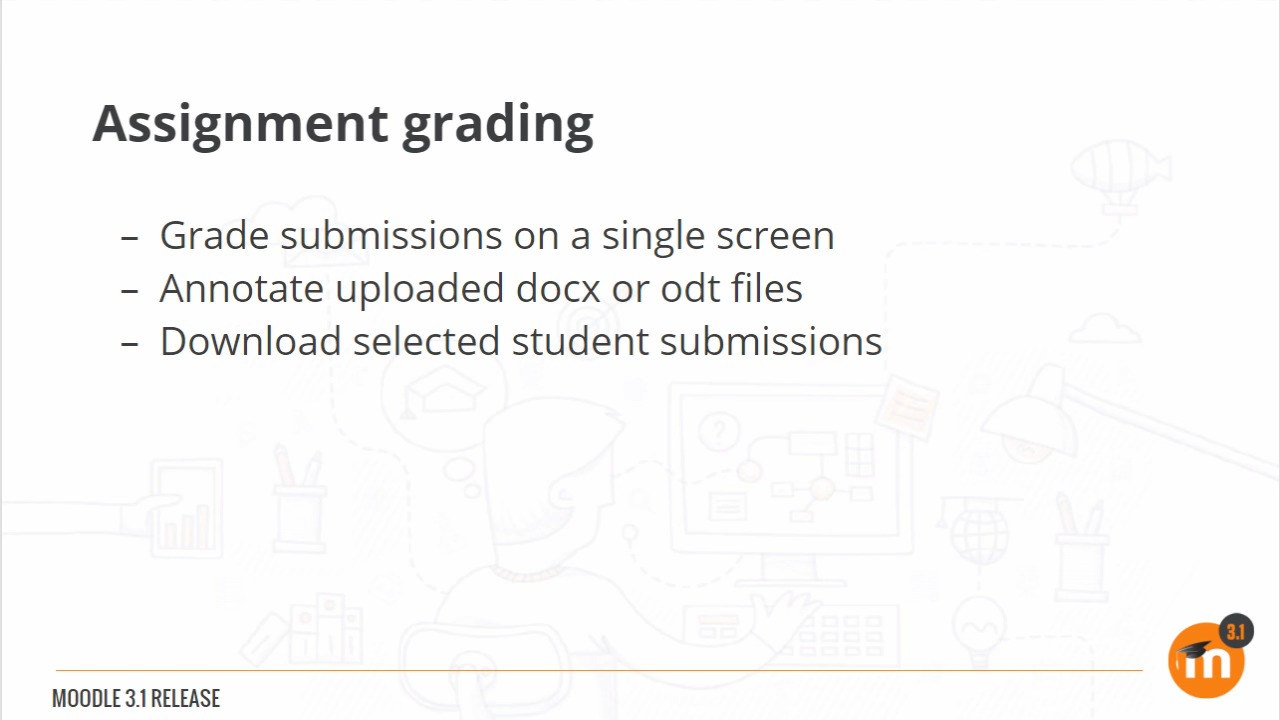 Assignment grading
– Grade submissions on a single screen
– Annotate uploaded docx or odt files
– Download selected student submissions
?
3.1
m
MOODLE 3.1 RELEASE